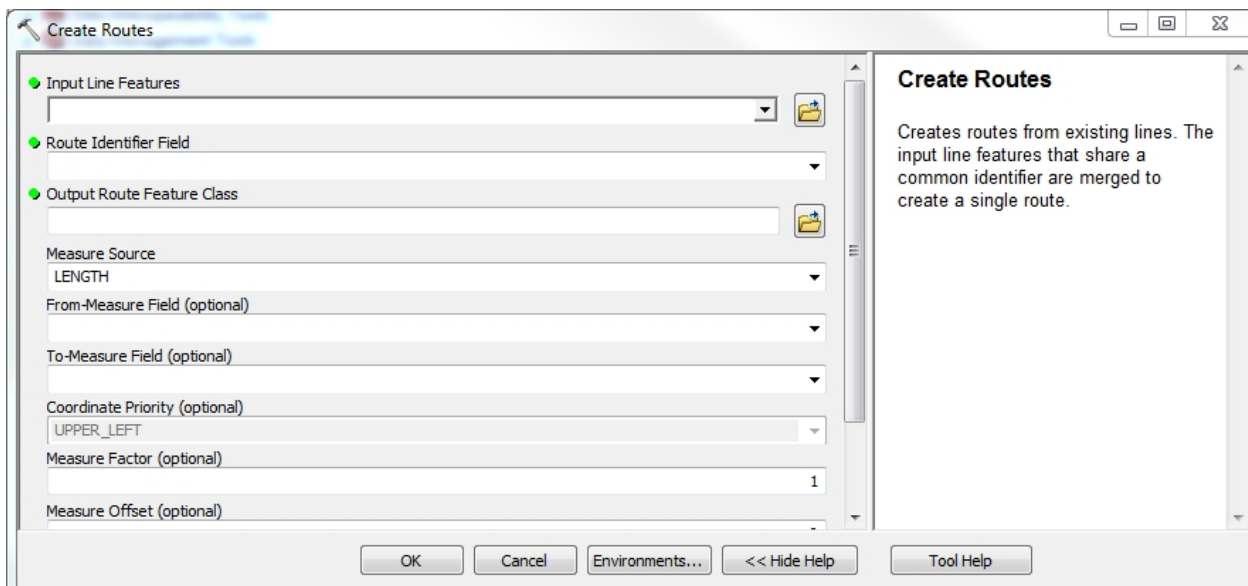 Create Routes
Input Line Features
Route Identifier Field
Output Route Feature Class
Measure Source
LENGTH
From-Measure Field (optional)
To-Measure Field (optional)
Coordinate Priority (optional)
UPPER_LEFT
Measure Factor (optional)
1
Measure Offset (optional)
Create Routes
Creates routes from existing lines. The
input line features that share a
common identifier are merged to
create a single route.
OK
Cancel
Environments...
<< Hide Help
Tool Help